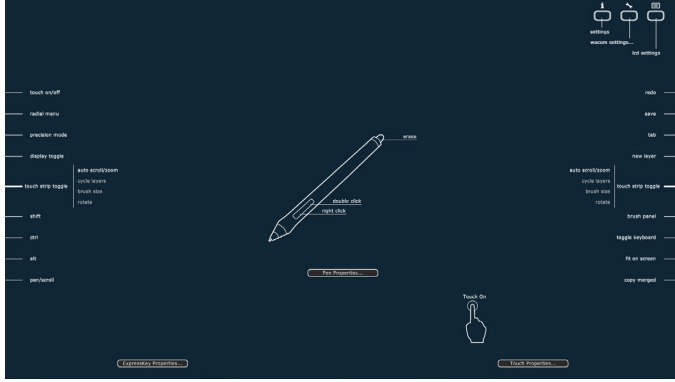 settings
wacom settings...
lcd settings
touch on/off
radial menu
precision mode
display toggle
touch strip toggle
auto scroll/zoom
cycle layers
brush size
rotate
shift
ctrl
alt
pan/scroll
erase
double click
right click
Pen Properties...
redo
save
tab
new layer
auto scroll/zoom
cycle layers
brush size
rotate
touch strip toggle
brush panel
toggle keyboard
fit on screen
copy merged
Touch On
ExpressKey Properties...
Touch Properties...